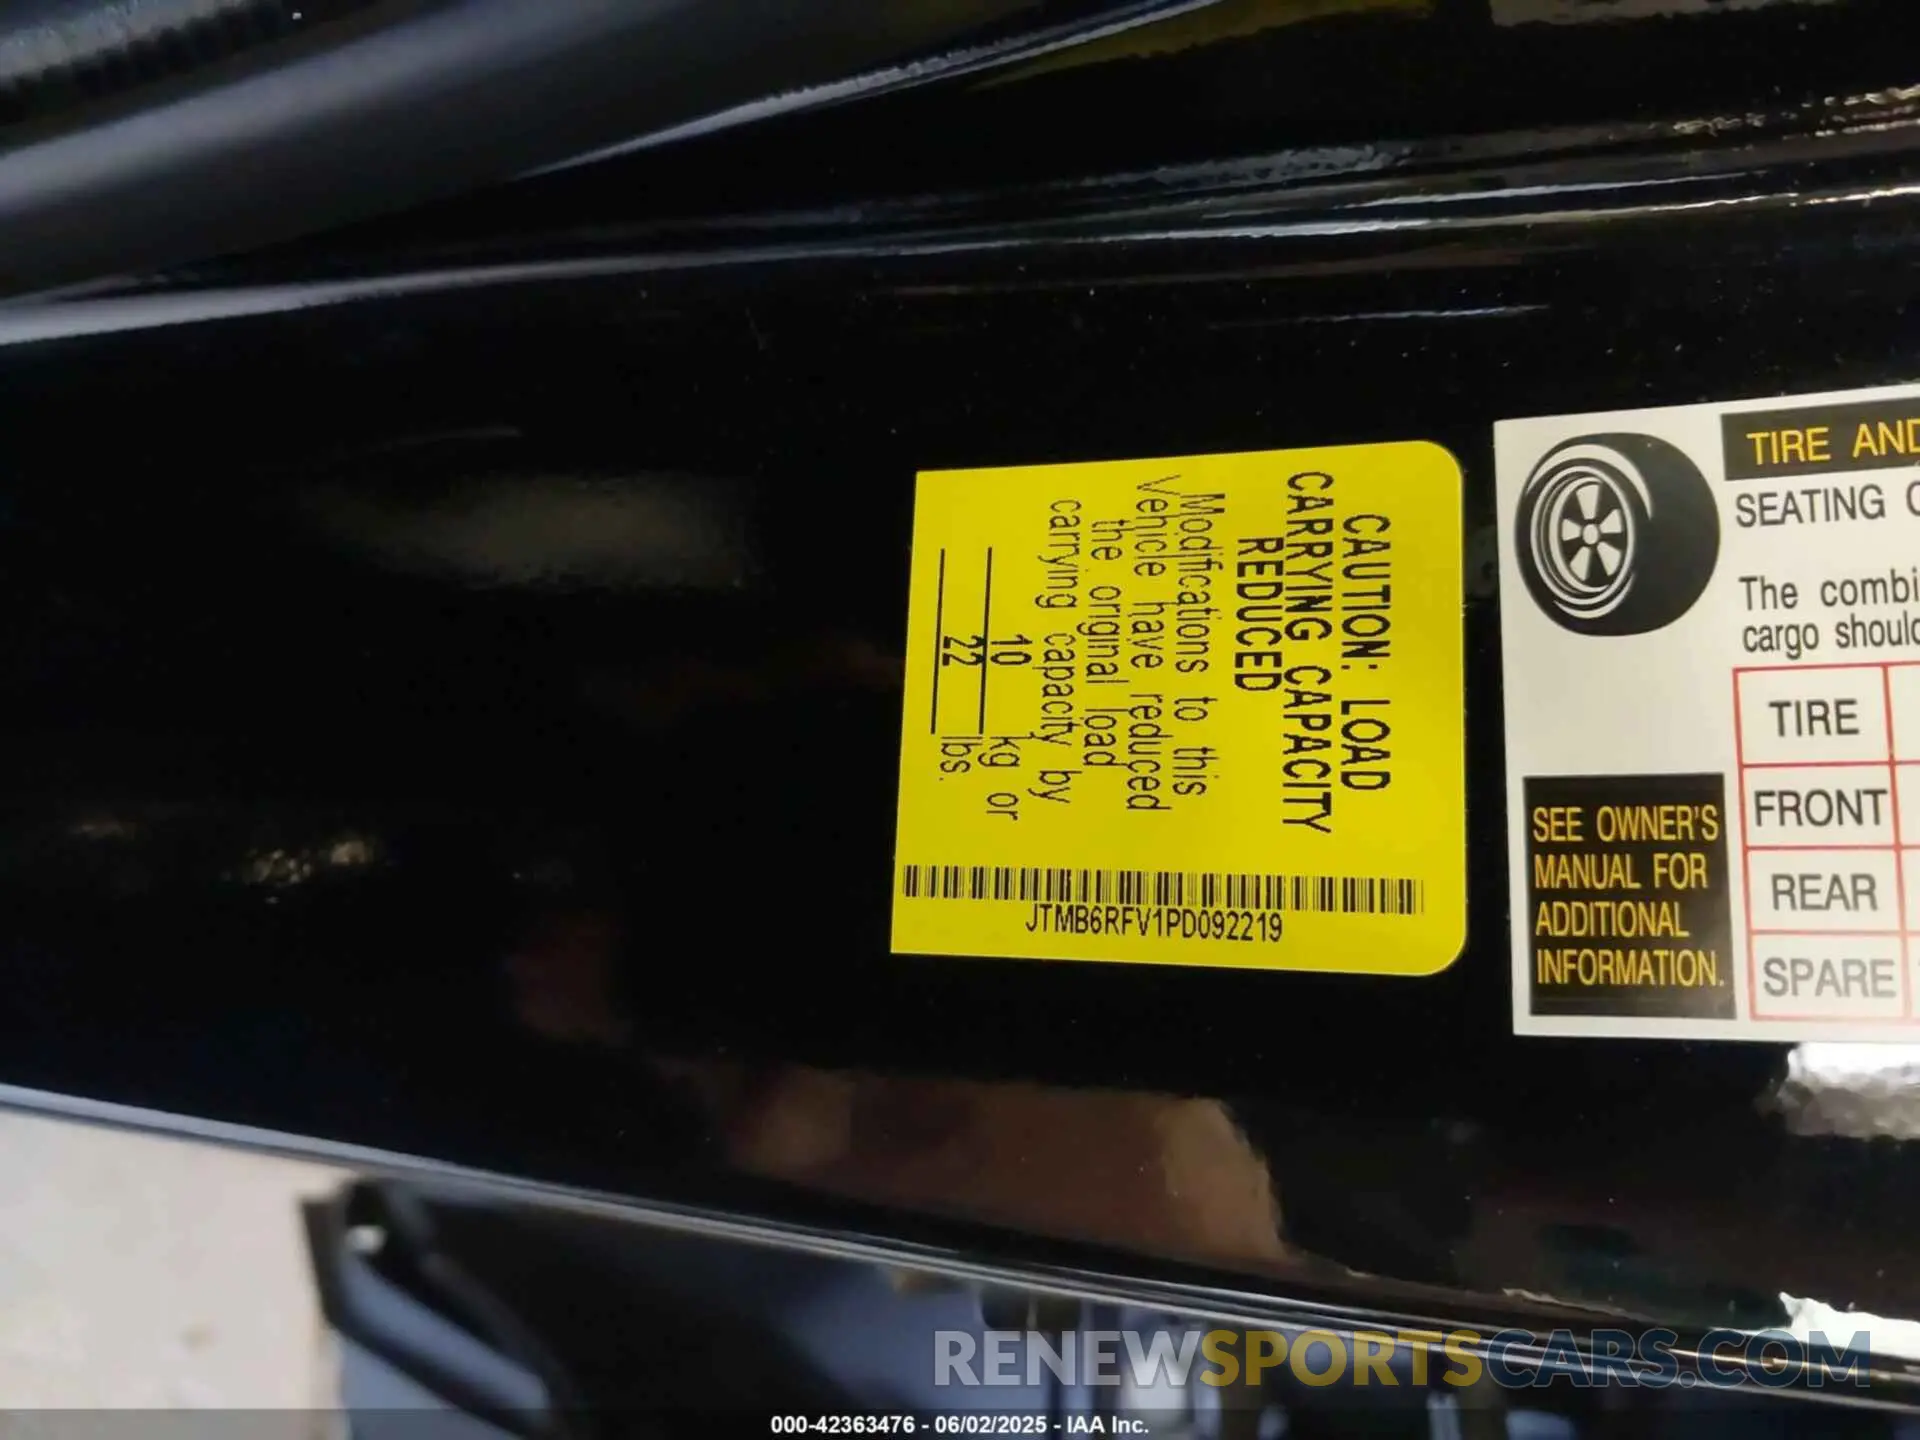 CAUTION: LOAD
CARRYING CAPACITY
REDUCED
Modifications to this
Vehicle have reduced
the original load
carrying capacity by
10 kg or
22 lbs.
JTMB6RFV1PD092219
TIRE AND
SEATING
The combi
cargo should
TIRE
FRONT
REAR
SPARE
SEE OWNER'S
MANUAL FOR
ADDITIONAL
INFORMATION.
RENEWSPORTSCARS.COM
000-42363476 - 06/02/2025 - IAA Inc.